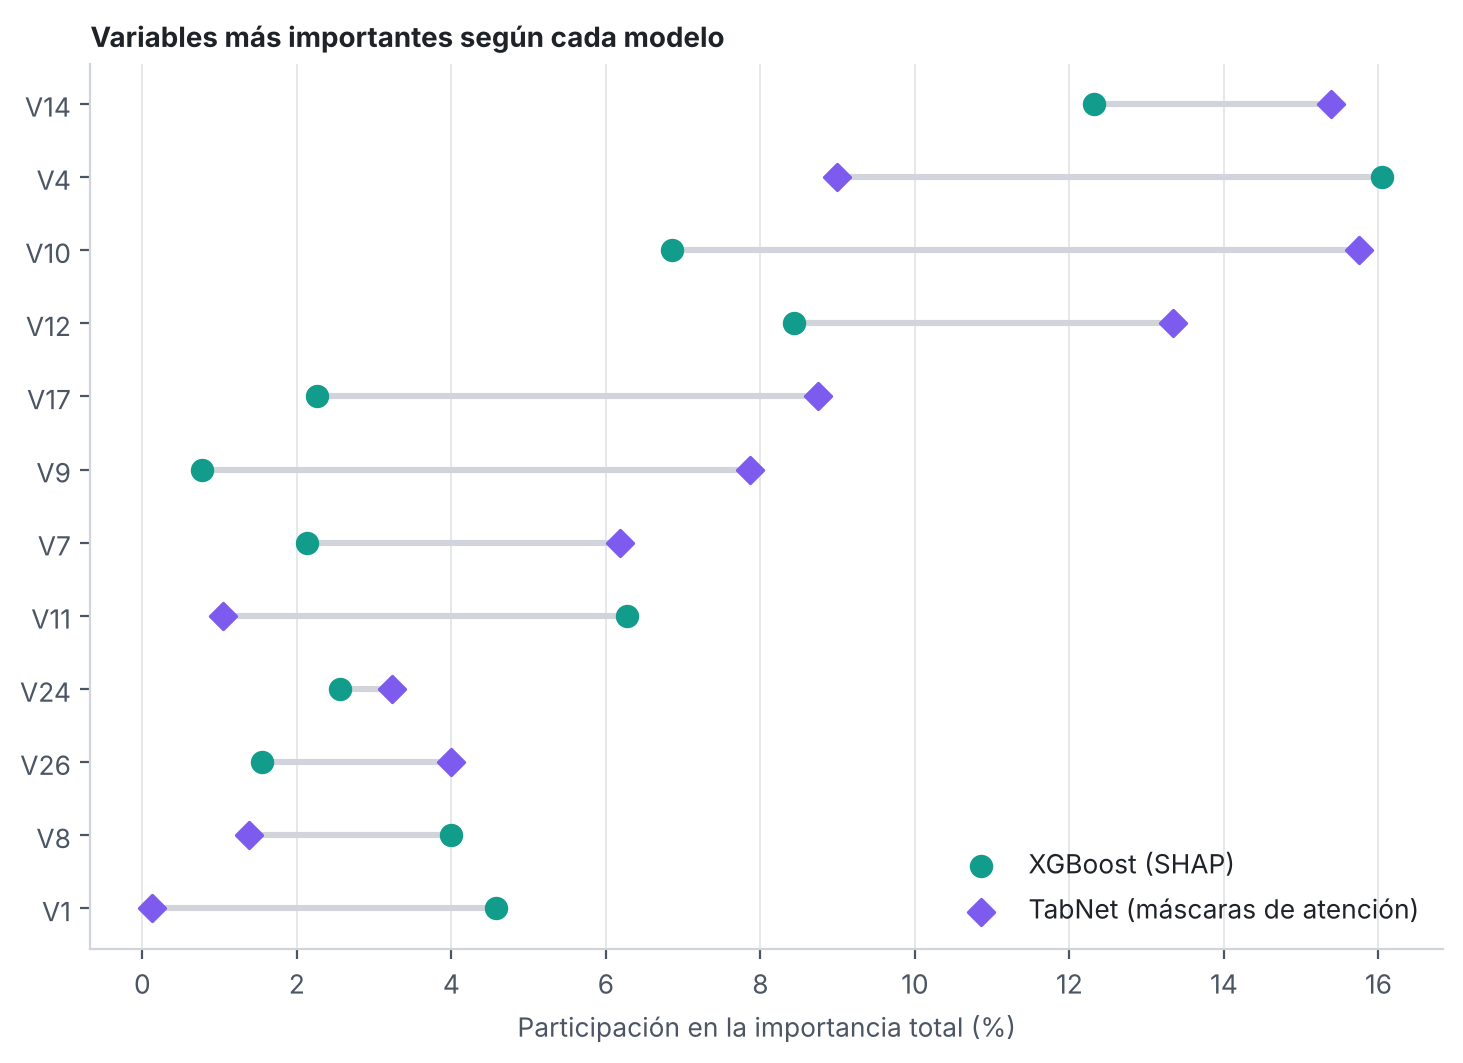 Variables más importantes según cada modelo
V14
V4
V10
V12
V17
V9
V7
V11
V24
V26
V8
V1
XGBoost (SHAP)
TabNet (máscaras de atención)
0 2 4 6 8 10 12 14 16
Participación en la importancia total (%)